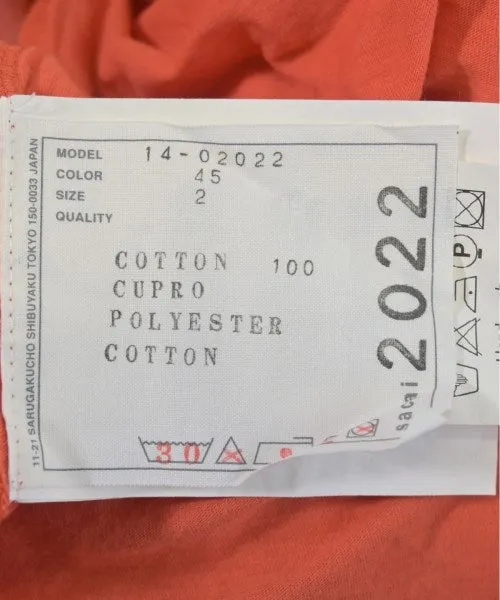 MODEL 14-02022
COLOR 45
SIZE 2
QUALITY
COTTON 100
CUPRO
POLYESTER
COTTON
30
sacai 2022
11-21 SARUGAKUCHO SHIBUYAKU TOKYO 150-0033 JAPAN
P